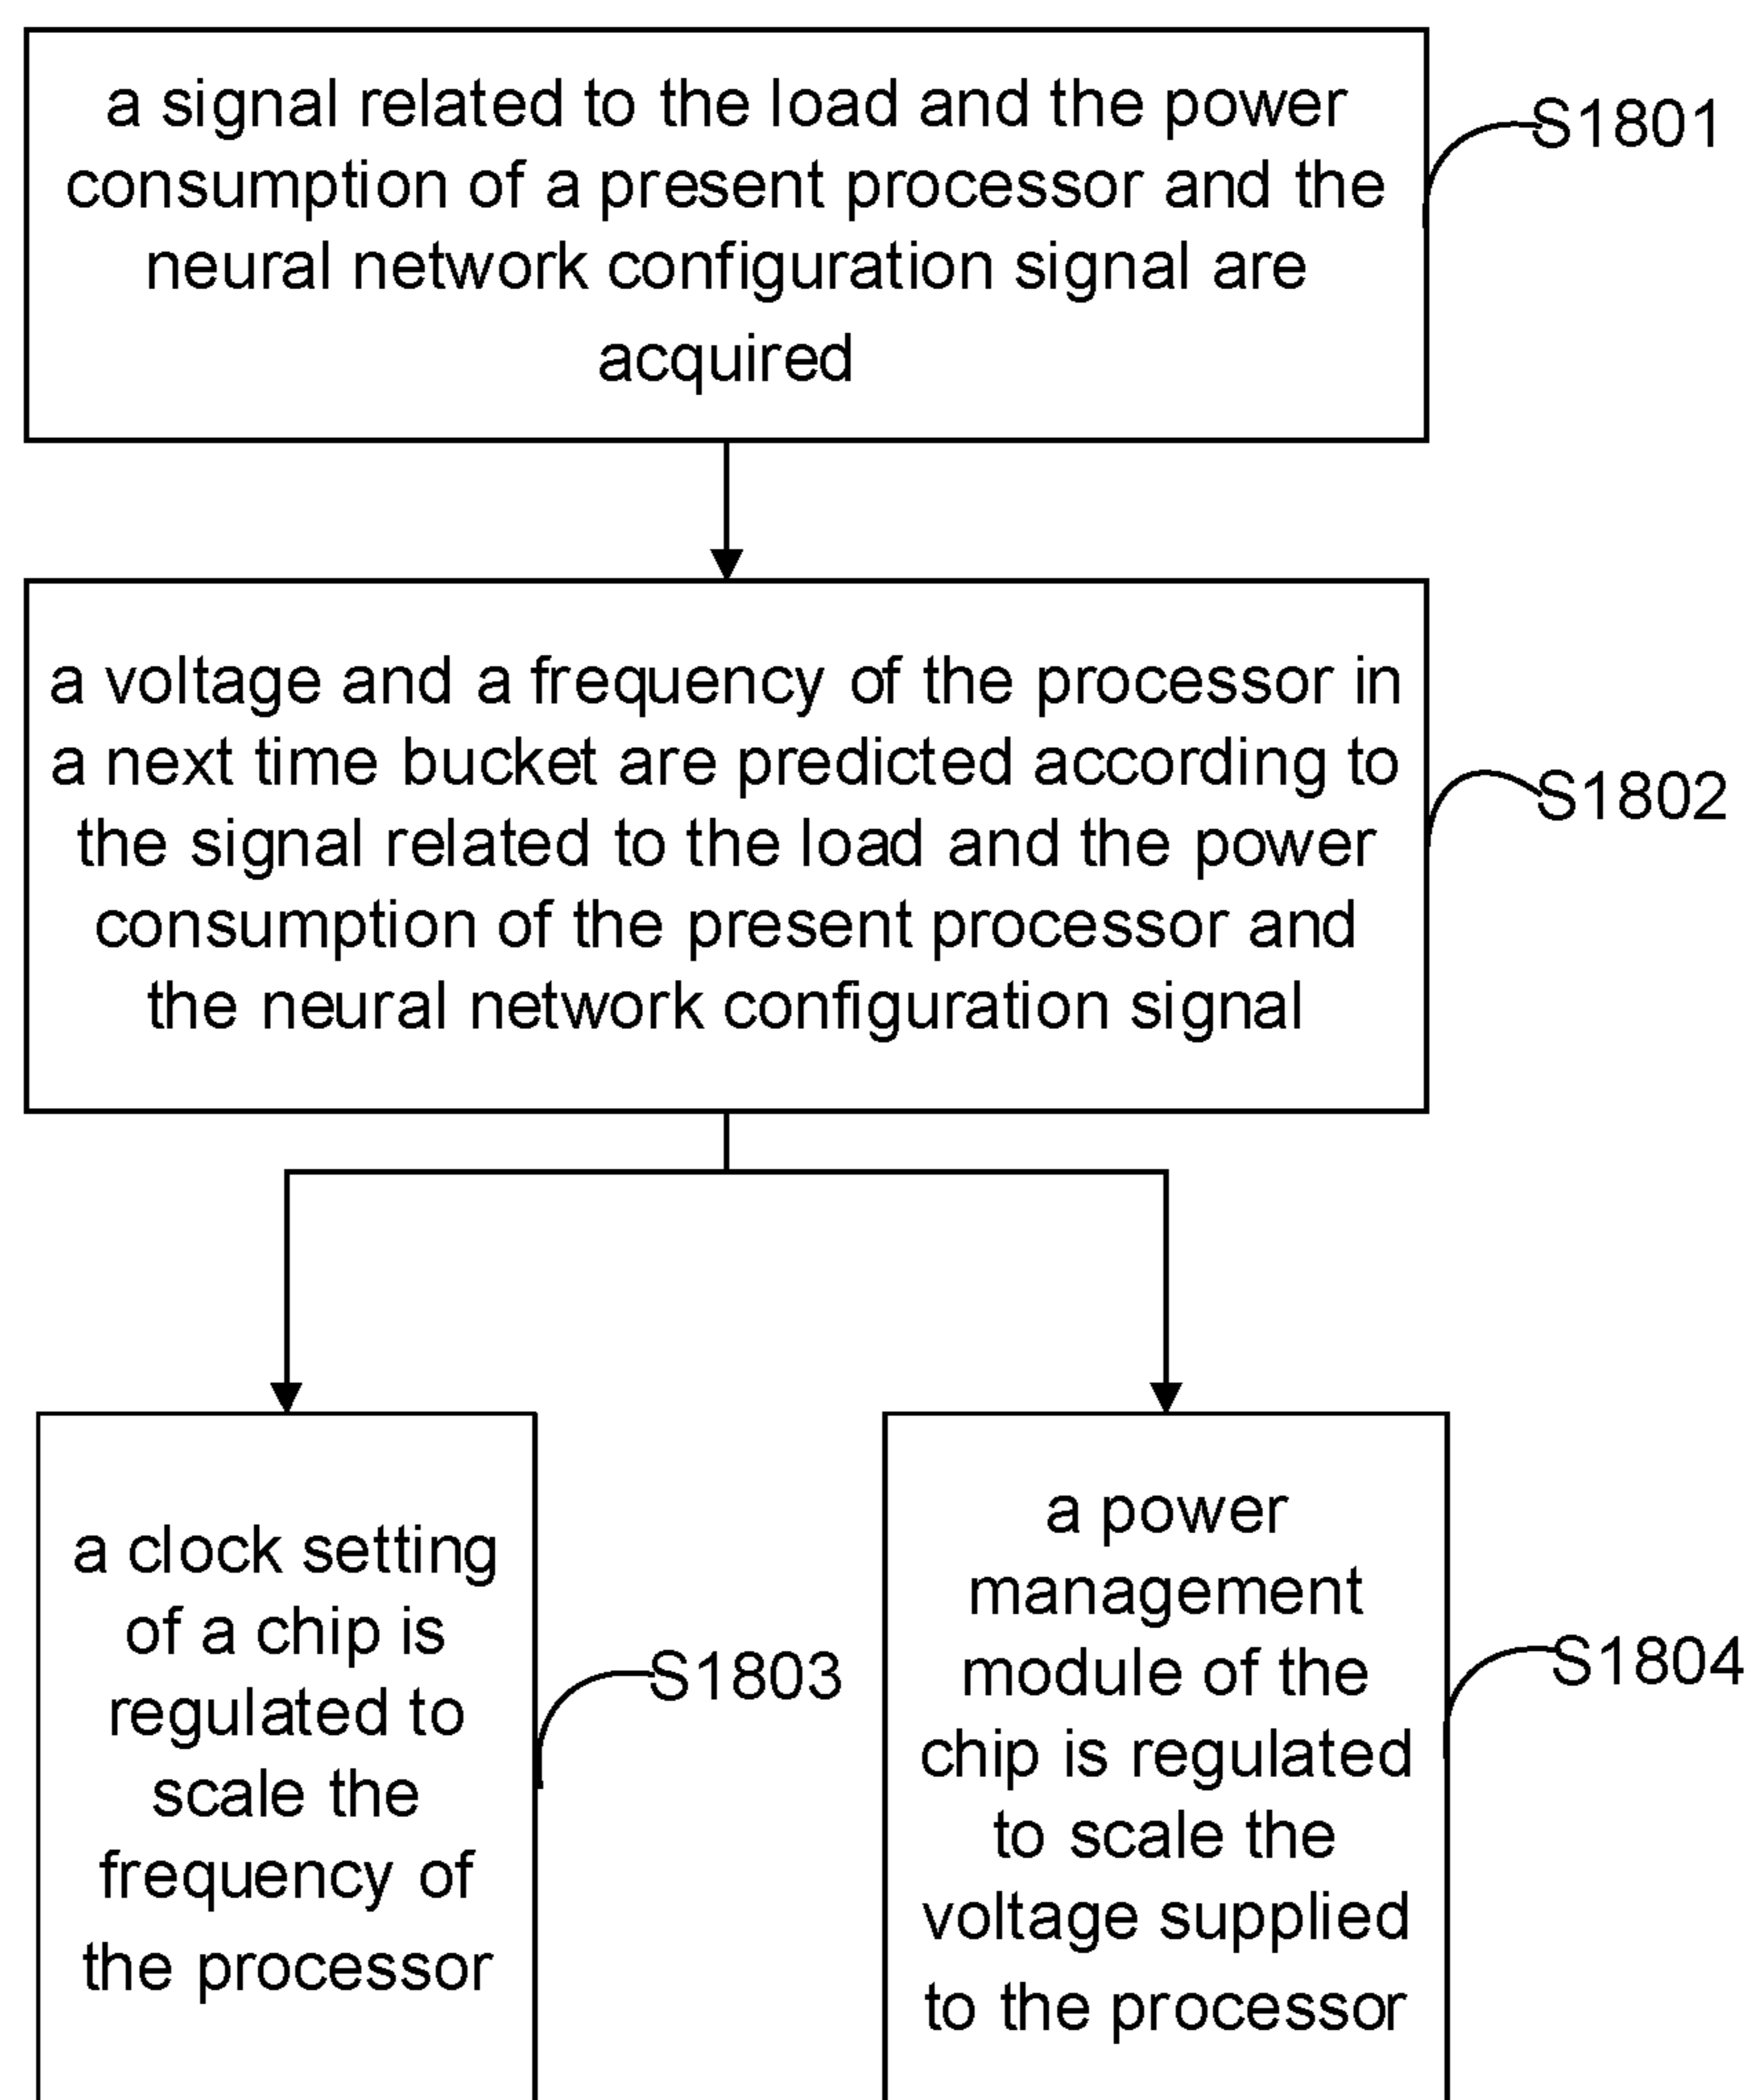 a signal related to the load and the power
consumption of a present processor and the
neural network configuration signal are
acquired
S1801
a voltage and a frequency of the processor in
a next time bucket are predicted according to
the signal related to the load and the power
consumption of the present processor and
the neural network configuration signal
S1802
a clock setting
of a chip is
regulated to
scale the
frequency of
the processor
S1803
a power
management
module of the
chip is regulated
to scale the
voltage supplied
to the processor
S1804